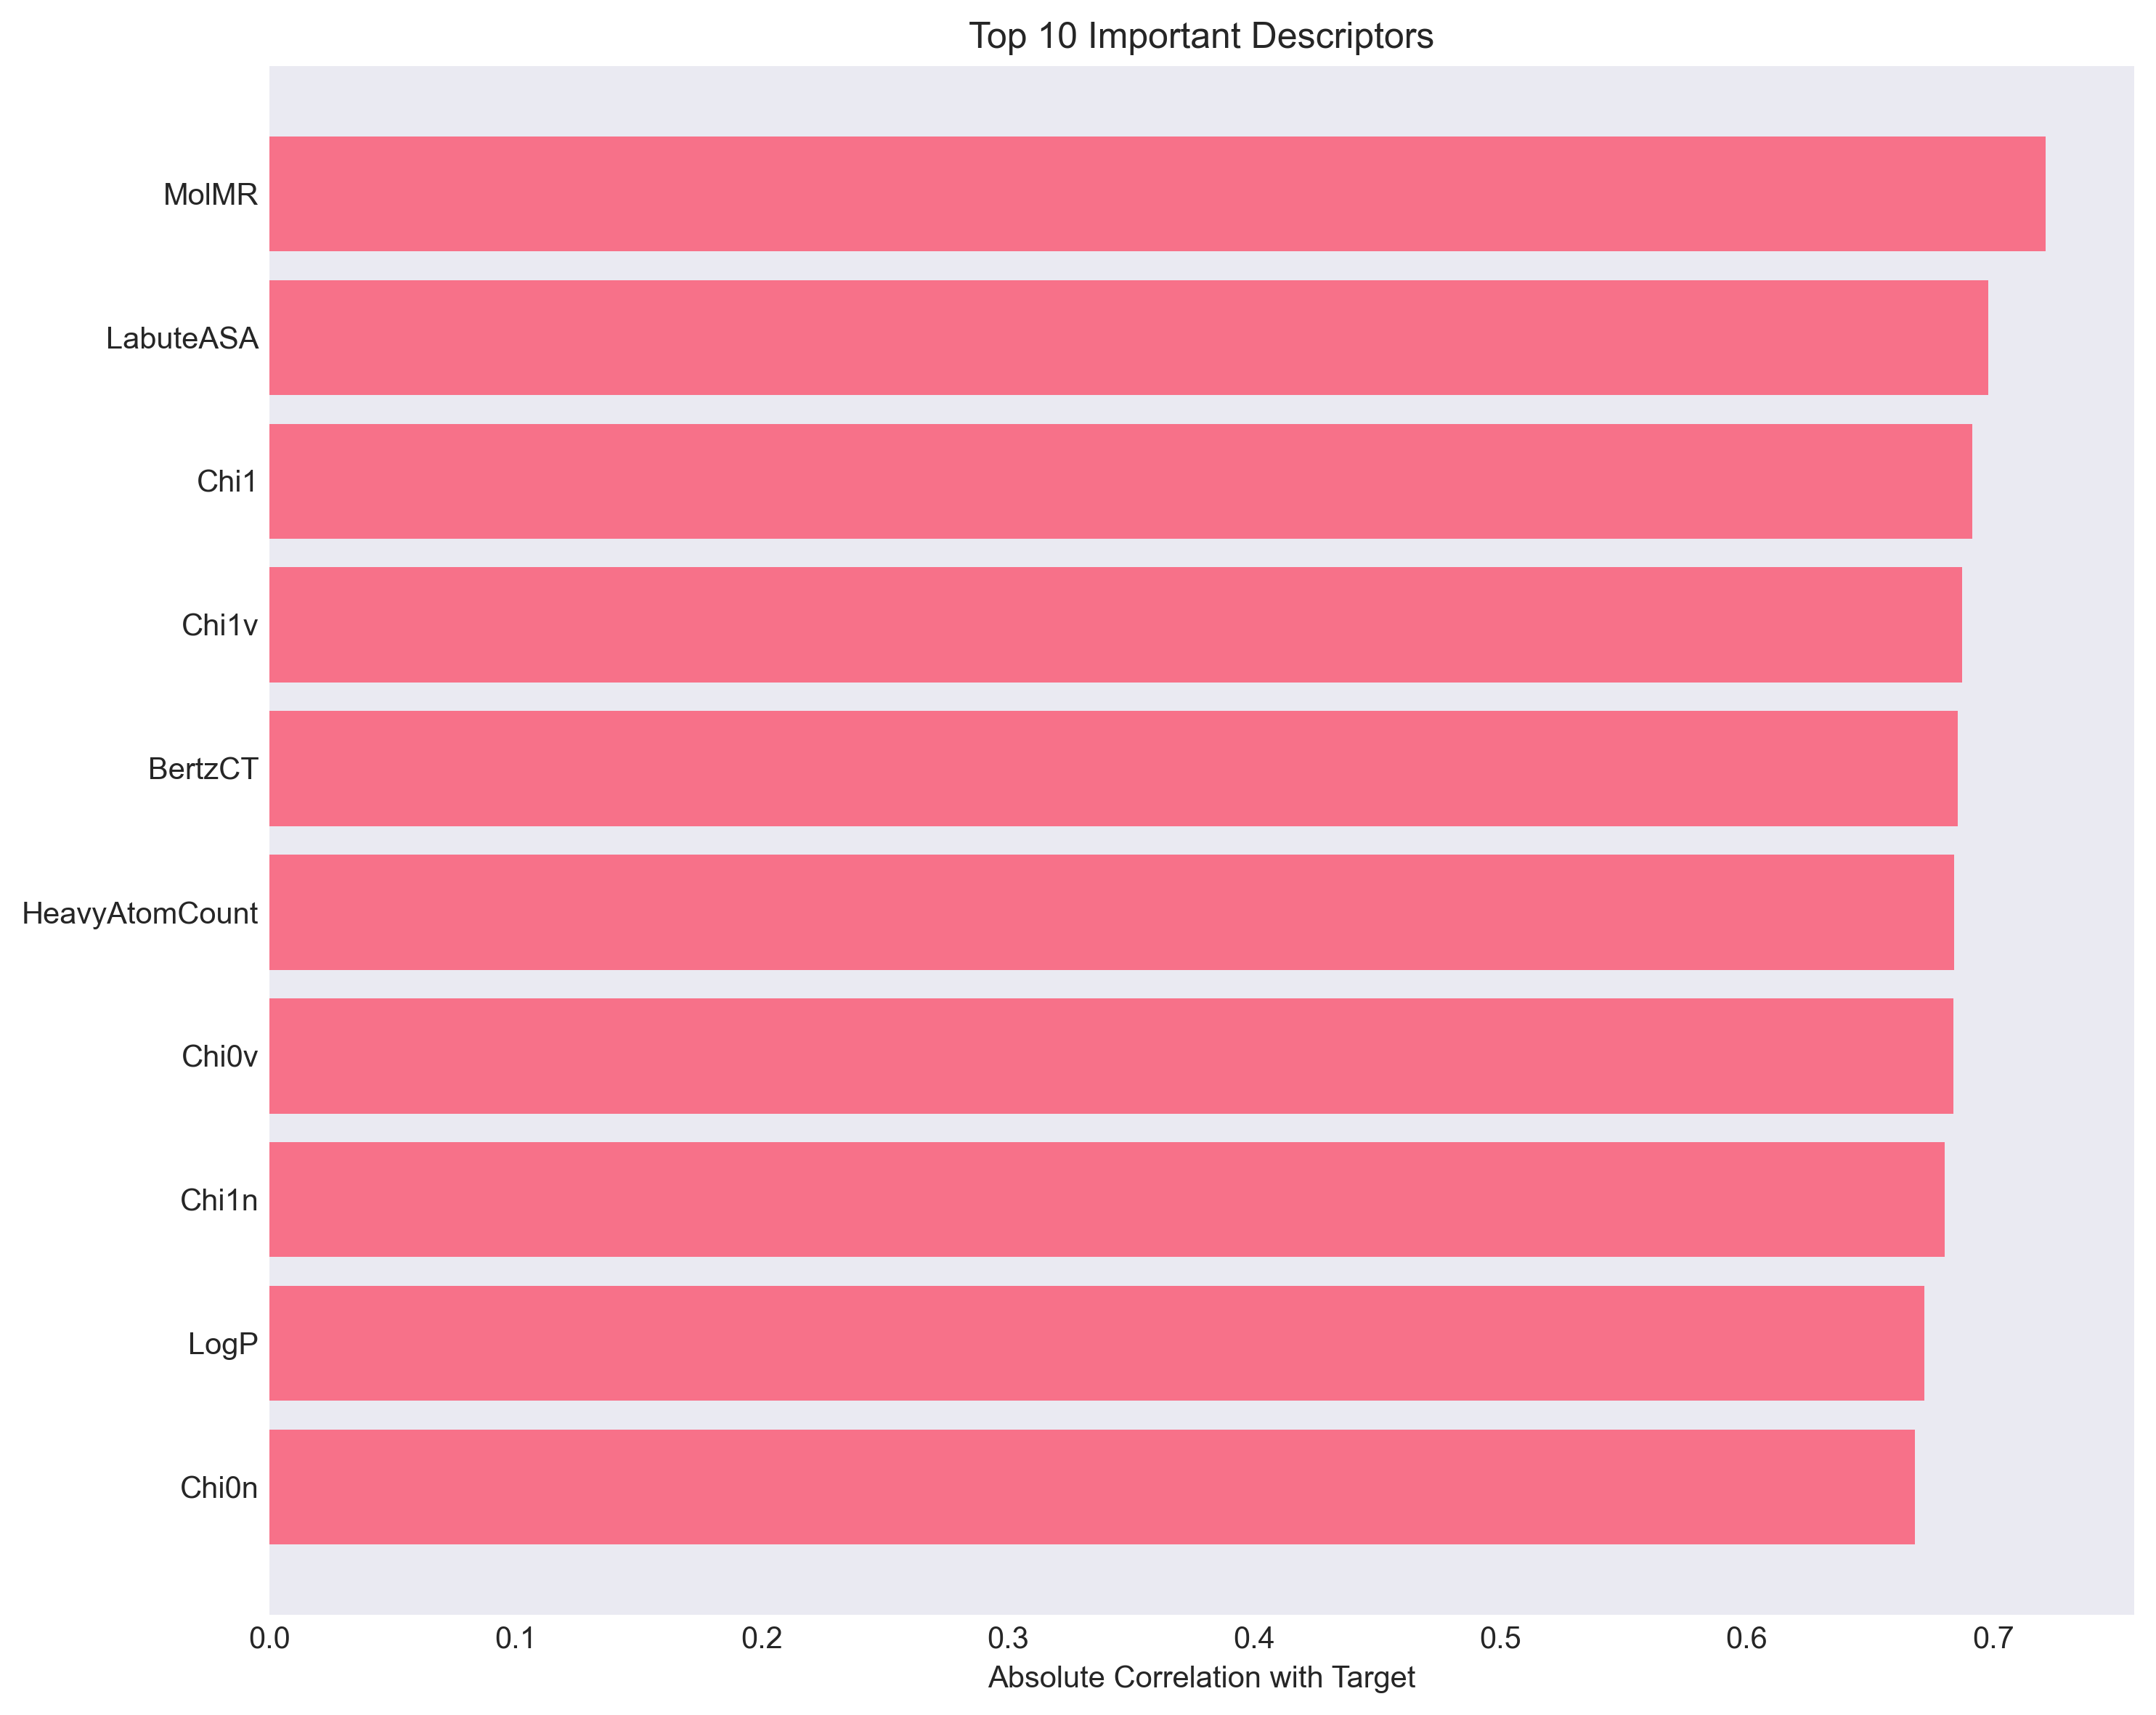 Top 10 Important Descriptors
MolMR
LabuteASA
Chi1
Chi1v
BertzCT
HeavyAtomCount
Chi0v
Chi1n
LogP
Chi0n
0.0 0.1 0.2 0.3 0.4 0.5 0.6 0.7
Absolute Correlation with Target